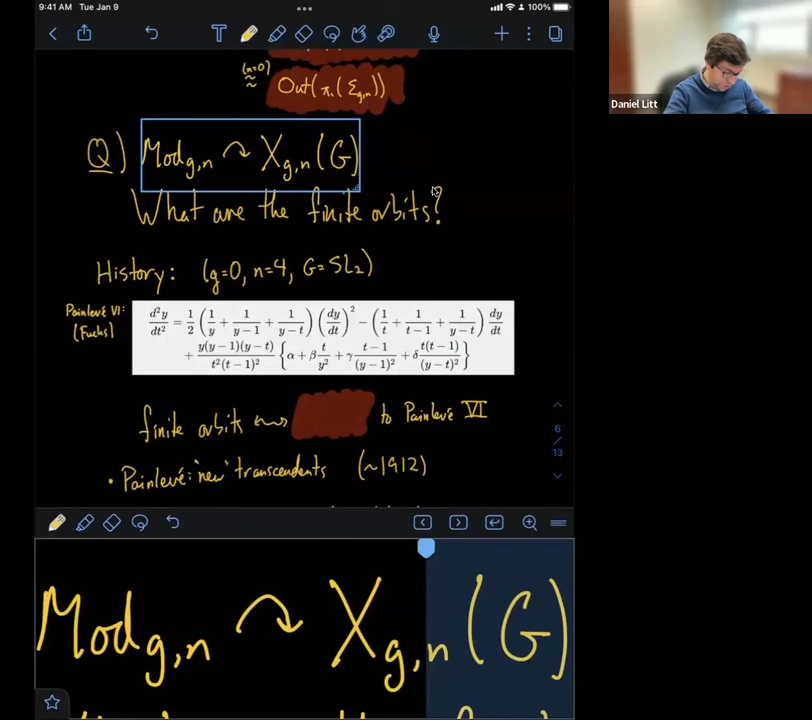 9:41 AM Tue Jan 9
100%
(n=0)
≈
Out(π₁(Σg,n))
Q) Modg,n ↷ Xg,n(G)
What are the finite orbits?
History: (g=0, n=4, G=SL₂)
Painlevé VI:
(Fuchs)
d²y/dt² = 1/2 (1/y + 1/(y−1) + 1/(y−t)) (dy/dt)² − (1/t + 1/(t−1) + 1/(y−t)) dy/dt
+ y(y−1)(y−t)/(t²(t−1)²) {α + β t/y² + γ (t−1)/(y−1)² + δ t(t−1)/(y−t)²}
finite orbits ↭ to Painlevé VI
• Painlevé: "new" transcendents (~1912)
6
/
13
Modg,n ↷ Xg,n(G)
Daniel Litt